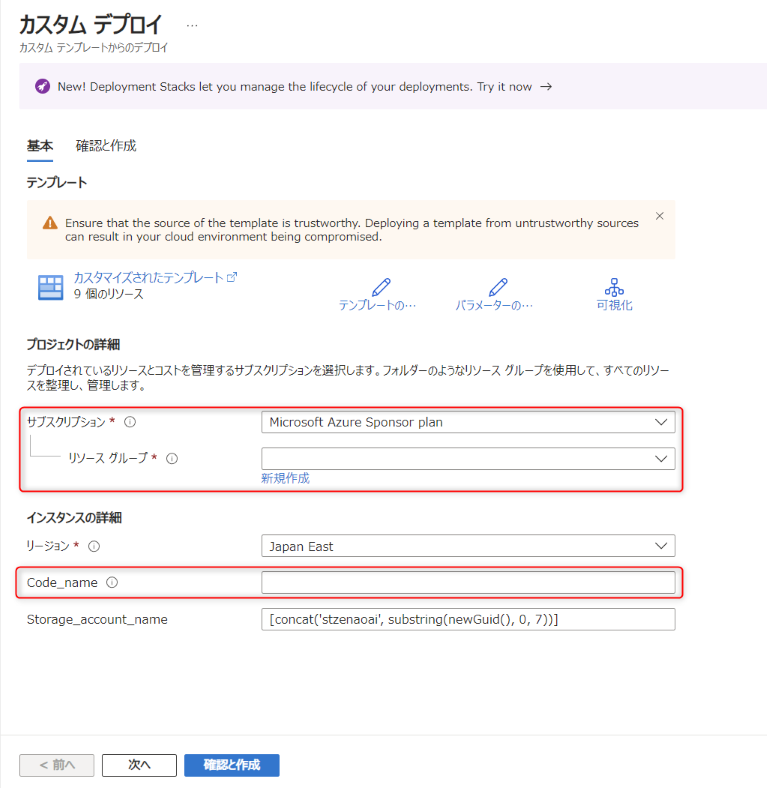 カスタム デプロイ ...
カスタム テンプレートからのデプロイ
New! Deployment Stacks let you manage the lifecycle of your deployments. Try it now →
基本 確認と作成
テンプレート
Ensure that the source of the template is trustworthy. Deploying a template from untrustworthy sources
can result in your cloud environment being compromised.
カスタマイズされたテンプレート
9 個のリソース
テンプレートの… パラメーターの… 可視化
プロジェクトの詳細
デプロイされているリソースとコストを管理するサブスクリプションを選択します。フォルダーのようなリソース グループを使用して、すべてのリソー
スを整理し、管理します。
サブスクリプション * Microsoft Azure Sponsor plan
リソース グループ *
新規作成
インスタンスの詳細
リージョン * Japan East
Code_name
Storage_account_name [concat('stzenaoai', substring(newGuid(), 0, 7))]
< 前へ 次へ 確認と作成